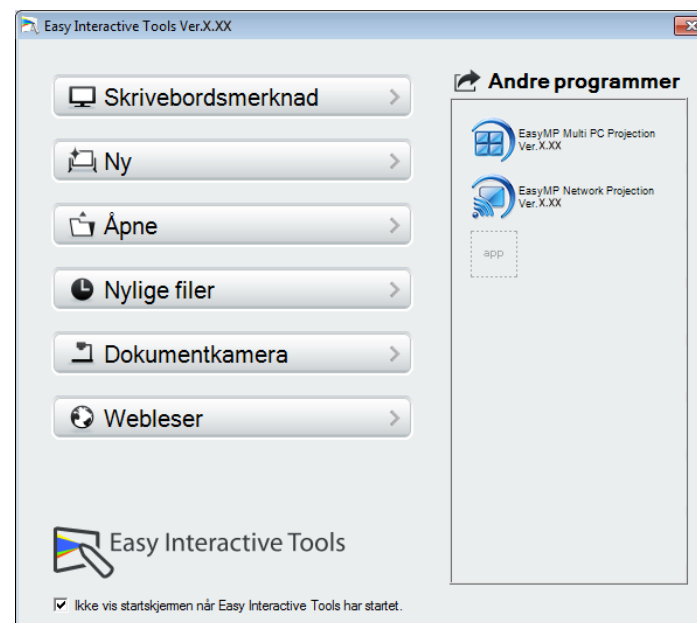 Easy Interactive Tools Ver.X.XX
Skrivebordsmerknad
Ny
Åpne
Nylige filer
Dokumentkamera
Webleser
Andre programmer
EasyMP Multi PC Projection
Ver.X.XX
EasyMP Network Projection
Ver.X.XX
app
Easy Interactive Tools
Ikke vis startskjermen når Easy Interactive Tools har startet.